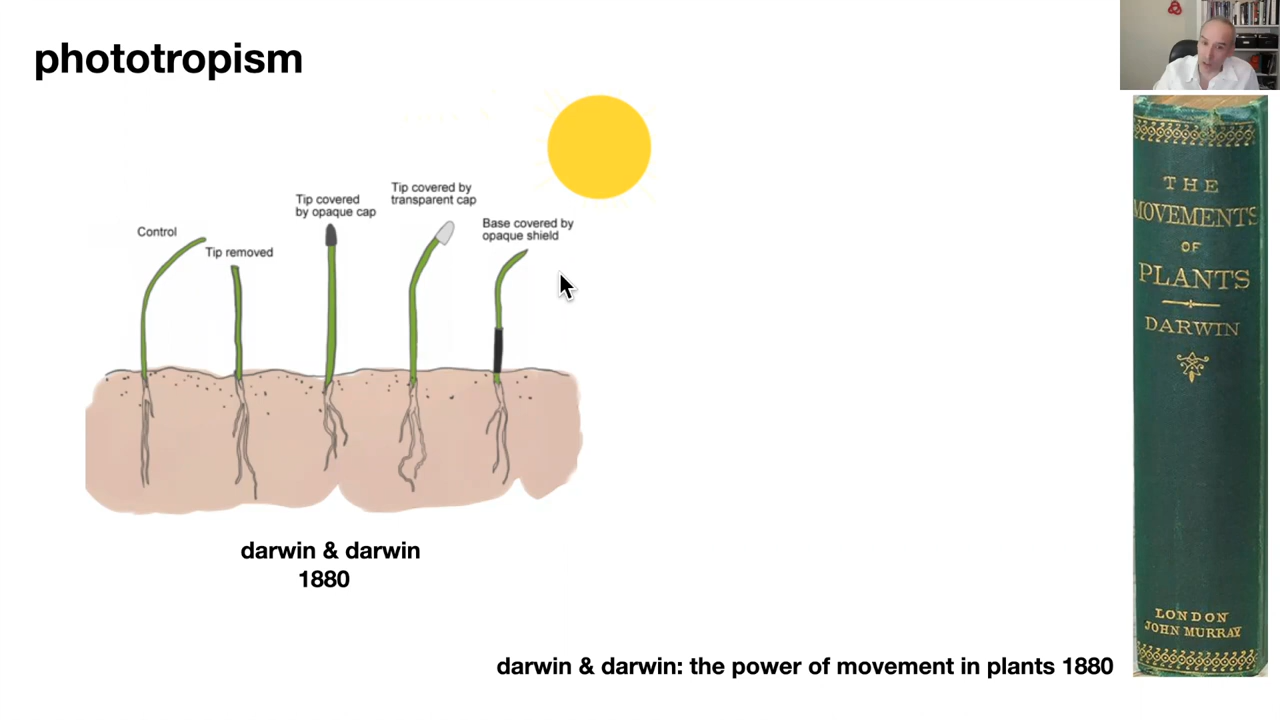 phototropism
Control
Tip removed
Tip covered
by opaque cap
Tip covered by
transparent cap
Base covered by
opaque shield
darwin & darwin
1880
darwin & darwin: the power of movement in plants 1880
THE
MOVEMENTS
OF
PLANTS
DARWIN
LONDON
JOHN MURRAY